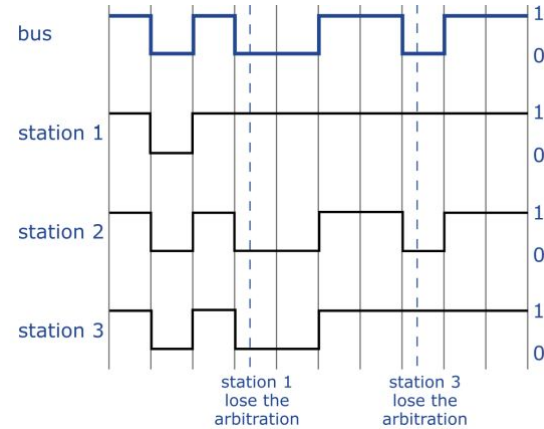 bus
1
0
station 1
1
0
station 2
1
0
station 3
1
0
station 1
lose the
arbitration
station 3
lose the
arbitration